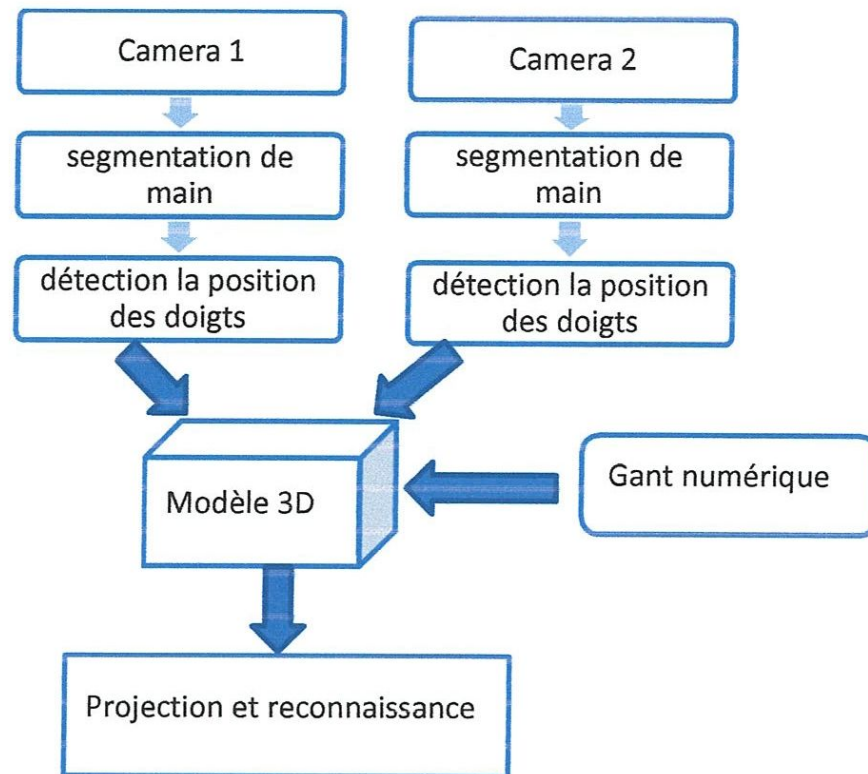 Camera 1
Camera 2
segmentation de
main
segmentation de
main
détection la position
des doigts
détection la position
des doigts
Modèle 3D
Gant numérique
Projection et reconnaissance